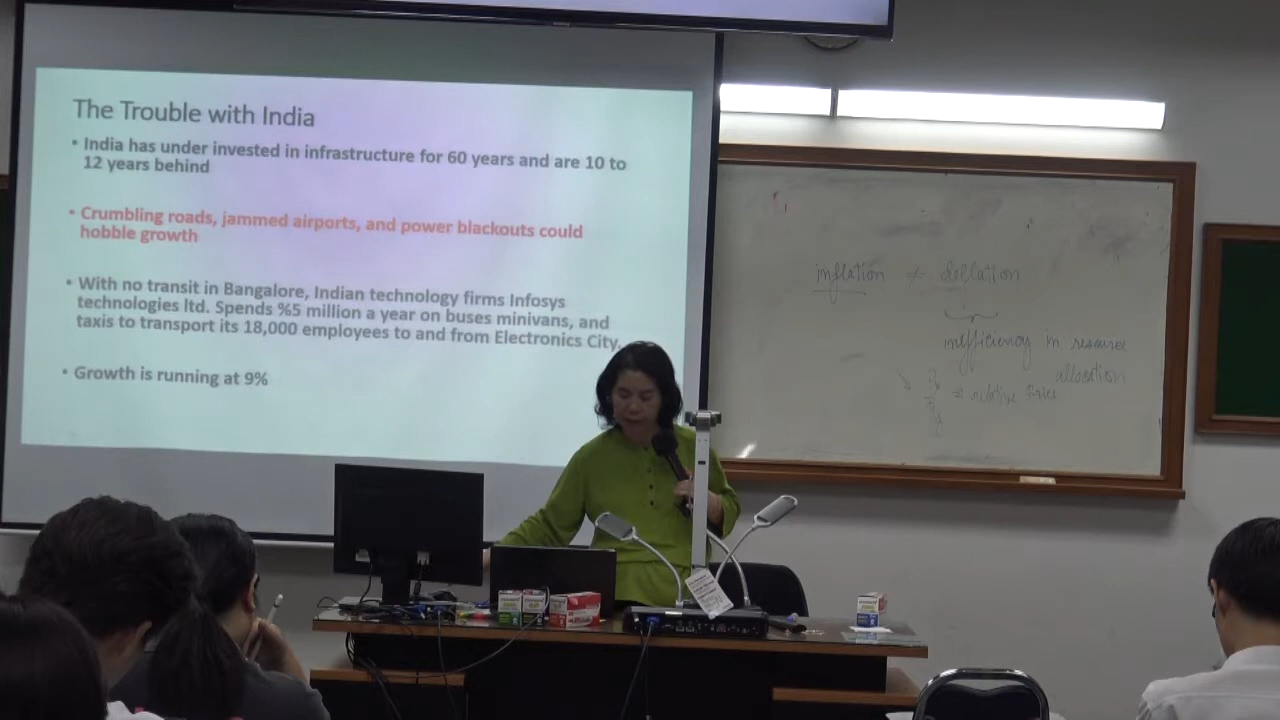 The Trouble with India
• India has under invested in infrastructure for 60 years and are 10 to
12 years behind
• Crumbling roads, jammed airports, and power blackouts could
hobble growth
• With no transit in Bangalore, Indian technology firms Infosys
technologies ltd. Spends %5 million a year on buses minivans, and
taxis to transport its 18,000 employees to and from Electronics City.
• Growth is running at 9%
inflation ≠ deflation
inefficiency in resource
allocation
= relative Prices